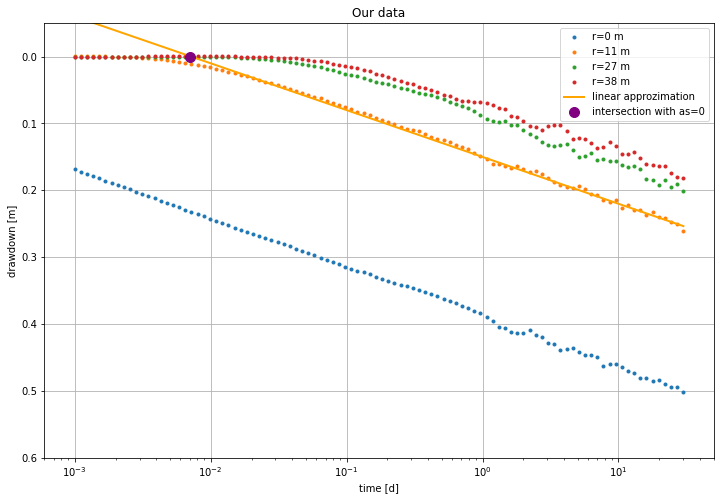 Our data
r=0 m
r=11 m
r=27 m
r=38 m
linear approzimation
intersection with as=0
drawdown [m]
0.0
0.1
0.2
0.3
0.4
0.5
0.6
10⁻³
10⁻²
10⁻¹
10⁰
10¹
time [d]